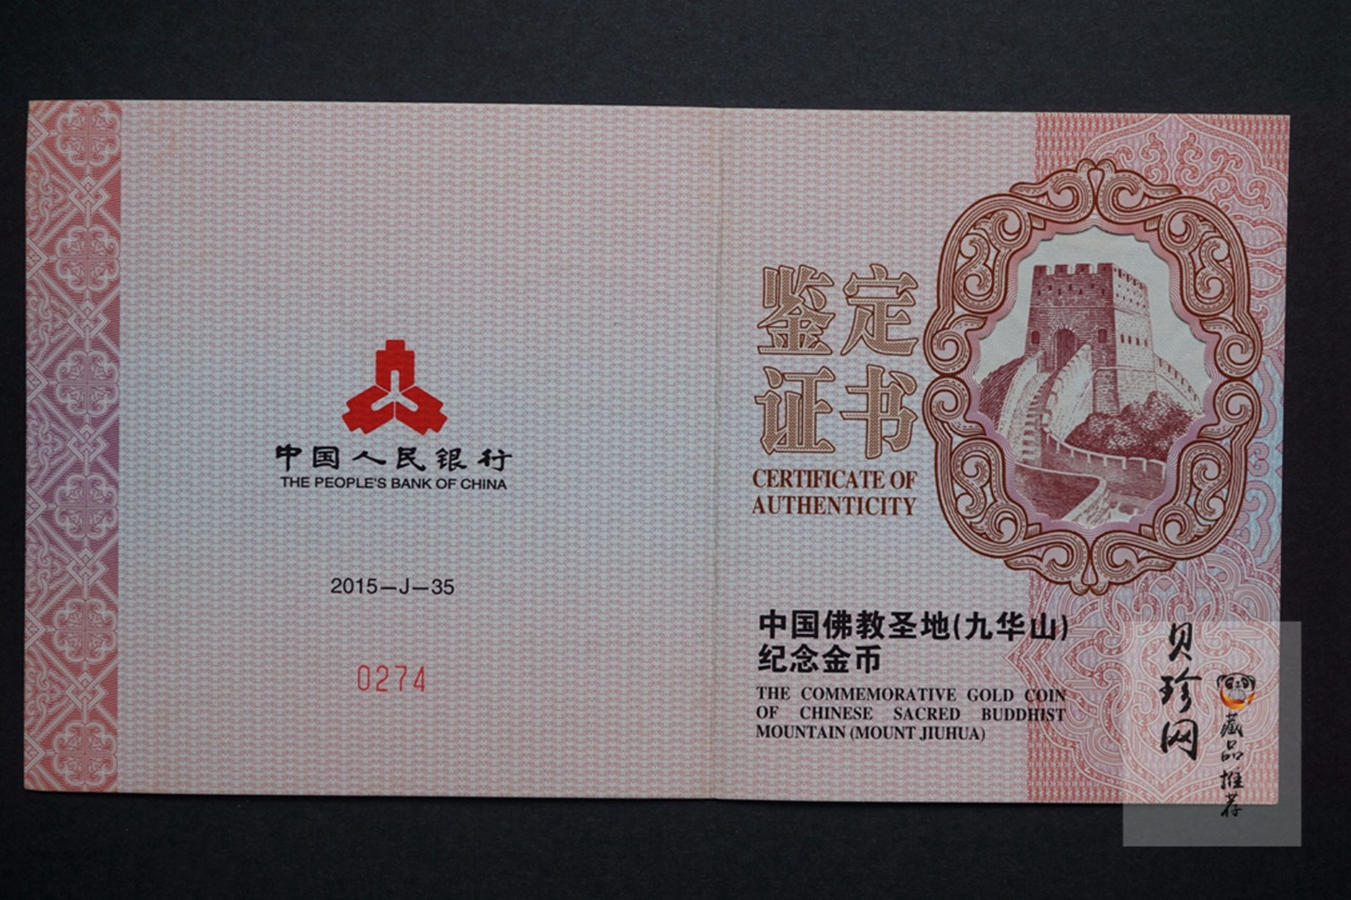 中国人民银行
THE PEOPLE'S BANK OF CHINA
2015—J—35
0274
鉴定
证书
CERTIFICATE OF
AUTHENTICITY
中国佛教圣地(九华山)
纪念金币
THE COMMEMORATIVE GOLD COIN
OF CHINESE SACRED BUDDHIST
MOUNTAIN (MOUNT JIUHUA)
贝珍网
藏品推荐